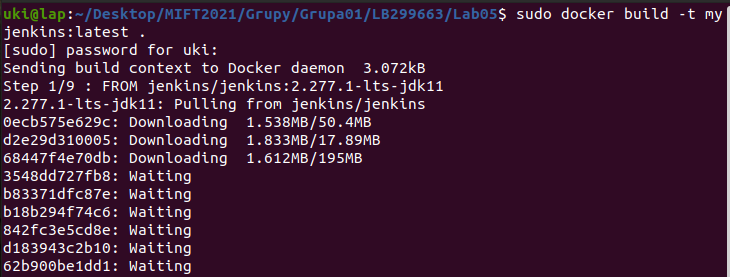 uki@lap:~/Desktop/MIFT2021/Grupy/Grupa01/LB299663/Lab05$ sudo docker build -t my
jenkins:latest .
[sudo] password for uki:
Sending build context to Docker daemon  3.072kB
Step 1/9 : FROM jenkins/jenkins:2.277.1-lts-jdk11
2.277.1-lts-jdk11: Pulling from jenkins/jenkins
0ecb575e629c: Downloading  1.538MB/50.4MB
d2e29d310005: Downloading  1.833MB/17.89MB
68447f4e70db: Downloading  1.612MB/195MB
3548dd727fb8: Waiting
b83371dfc87e: Waiting
b18b294f74c6: Waiting
842fc3e5cd8e: Waiting
d183943c2b10: Waiting
62b900be1dd1: Waiting